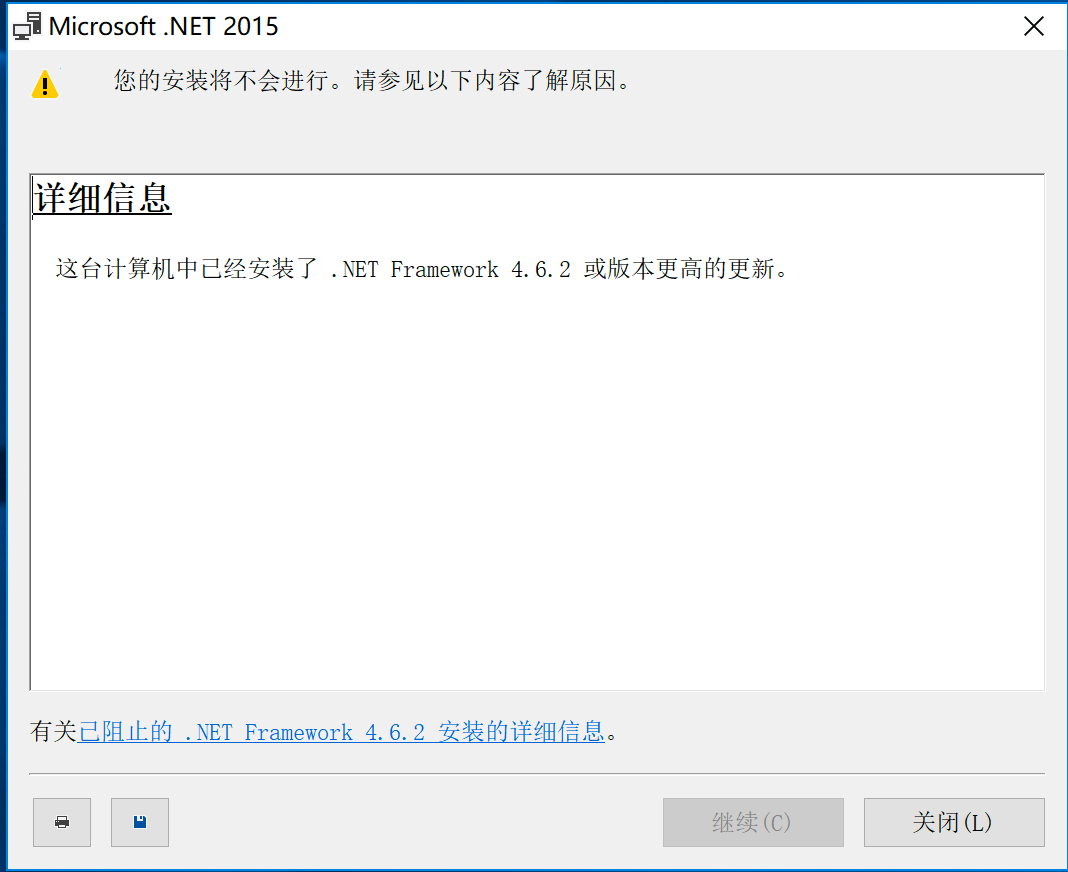 Microsoft .NET 2015
您的安装将不会进行。请参见以下内容了解原因。
详细信息
这台计算机中已经安装了 .NET Framework 4.6.2 或版本更高的更新。
有关已阻止的 .NET Framework 4.6.2 安装的详细信息。
继续(C)
关闭(L)